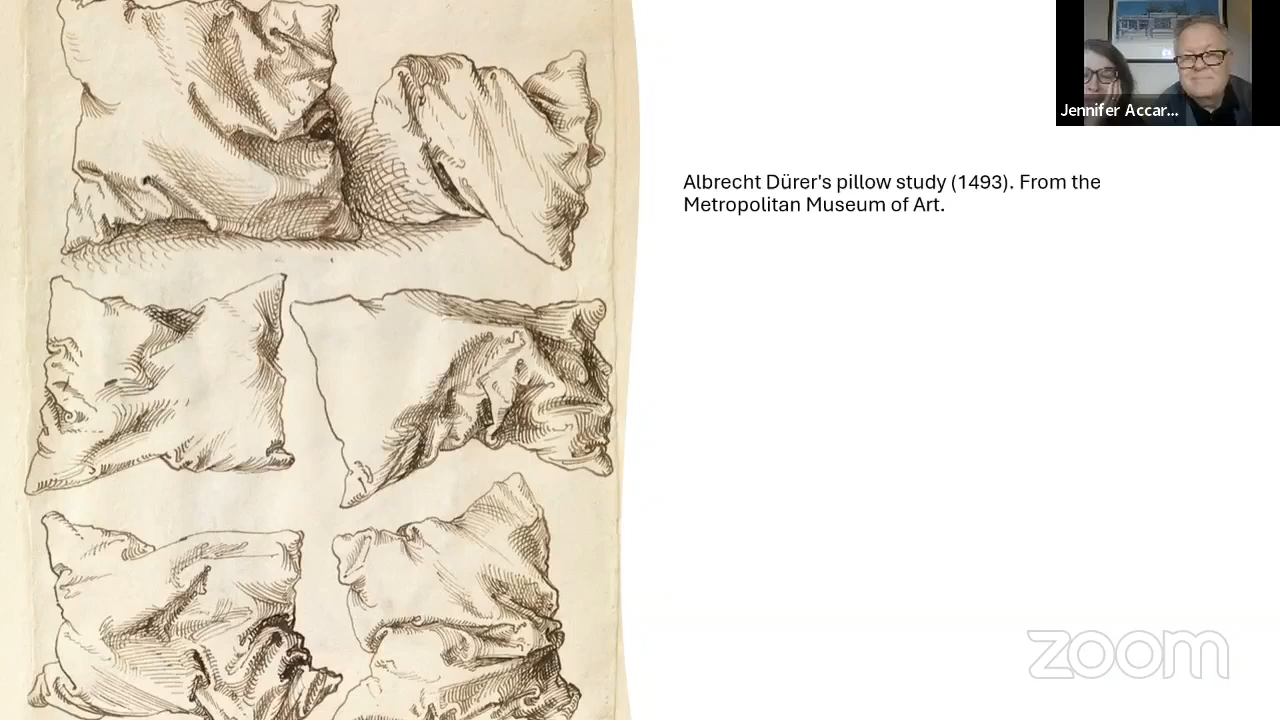 Jennifer Accar...
Albrecht Dürer's pillow study (1493). From the
Metropolitan Museum of Art.
zoom